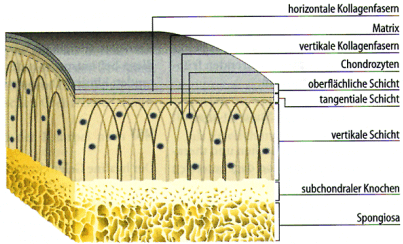 horizontale Kollagenfasern
Matrix
vertikale Kollagenfasern
Chondrozyten
oberflächliche Schicht
tangentiale Schicht
vertikale Schicht
subchondraler Knochen
Spongiosa